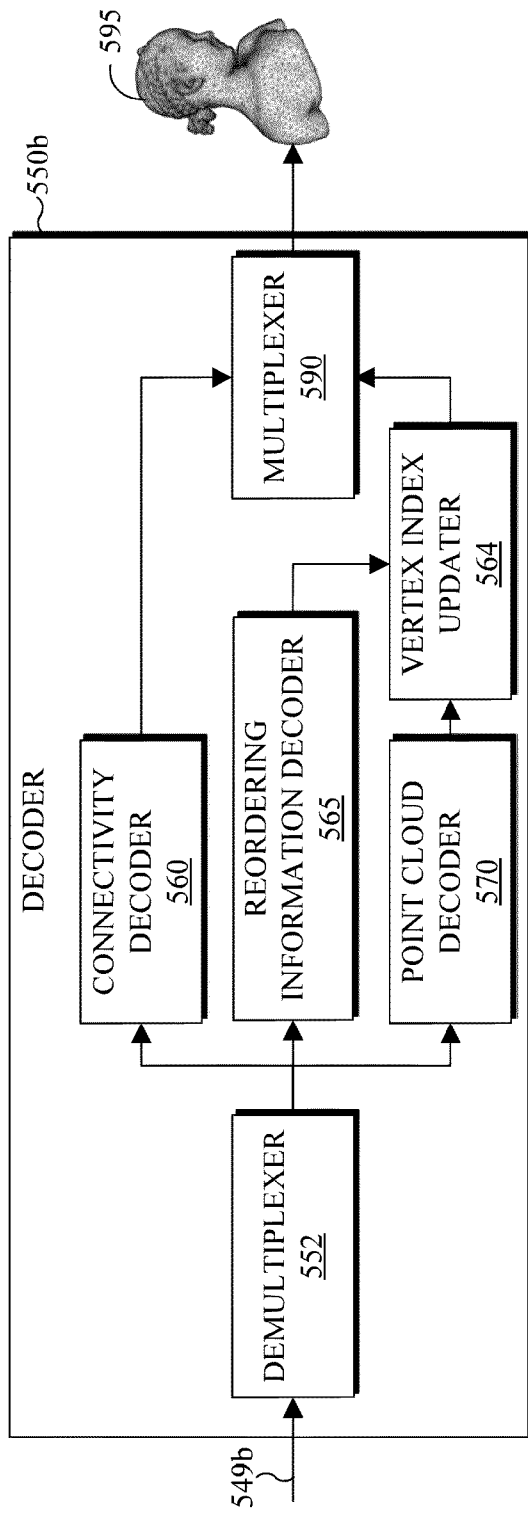 549b
DECODER
550b
DEMULTIPLEXER
552
CONNECTIVITY
DECODER
560
REORDERING
INFORMATION DECODER
565
POINT CLOUD
DECODER
570
VERTEX INDEX
UPDATER
564
MULTIPLEXER
590
595